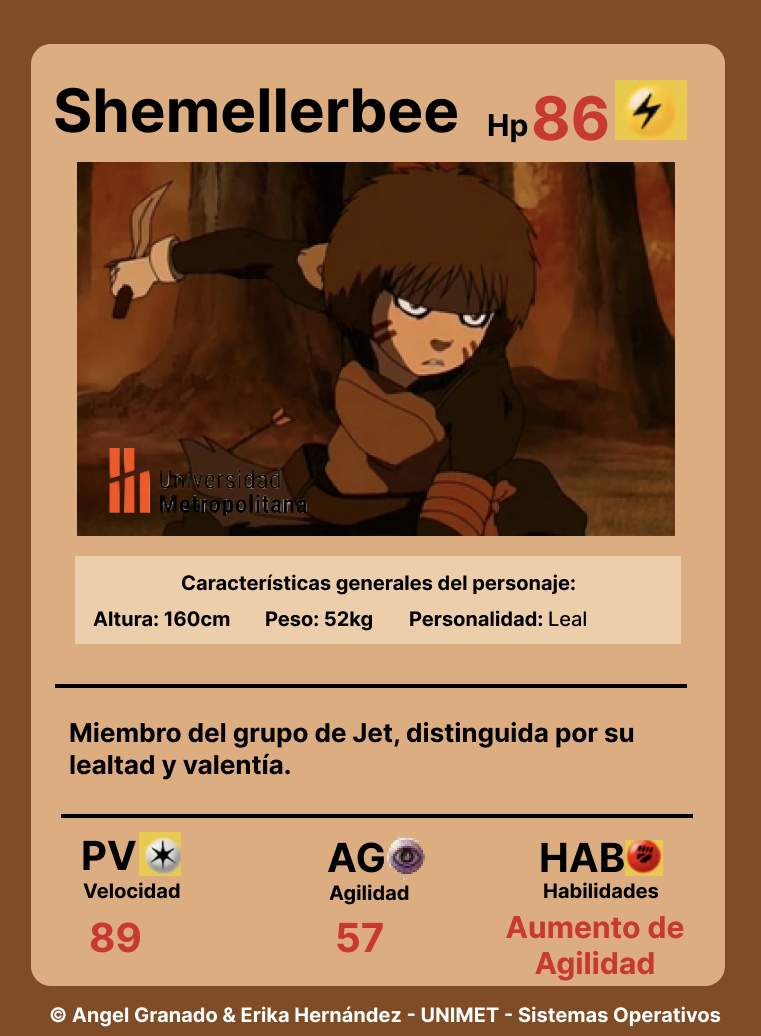 Shemellerbee Hp 86
Universidad
Metropolitana
Características generales del personaje:
Altura: 160cm Peso: 52kg Personalidad: Leal
Miembro del grupo de Jet, distinguida por su
lealtad y valentía.
PV AG HAB
Velocidad Agilidad Habilidades
89 57 Aumento de
Agilidad
© Angel Granado & Erika Hernández - UNIMET - Sistemas Operativos